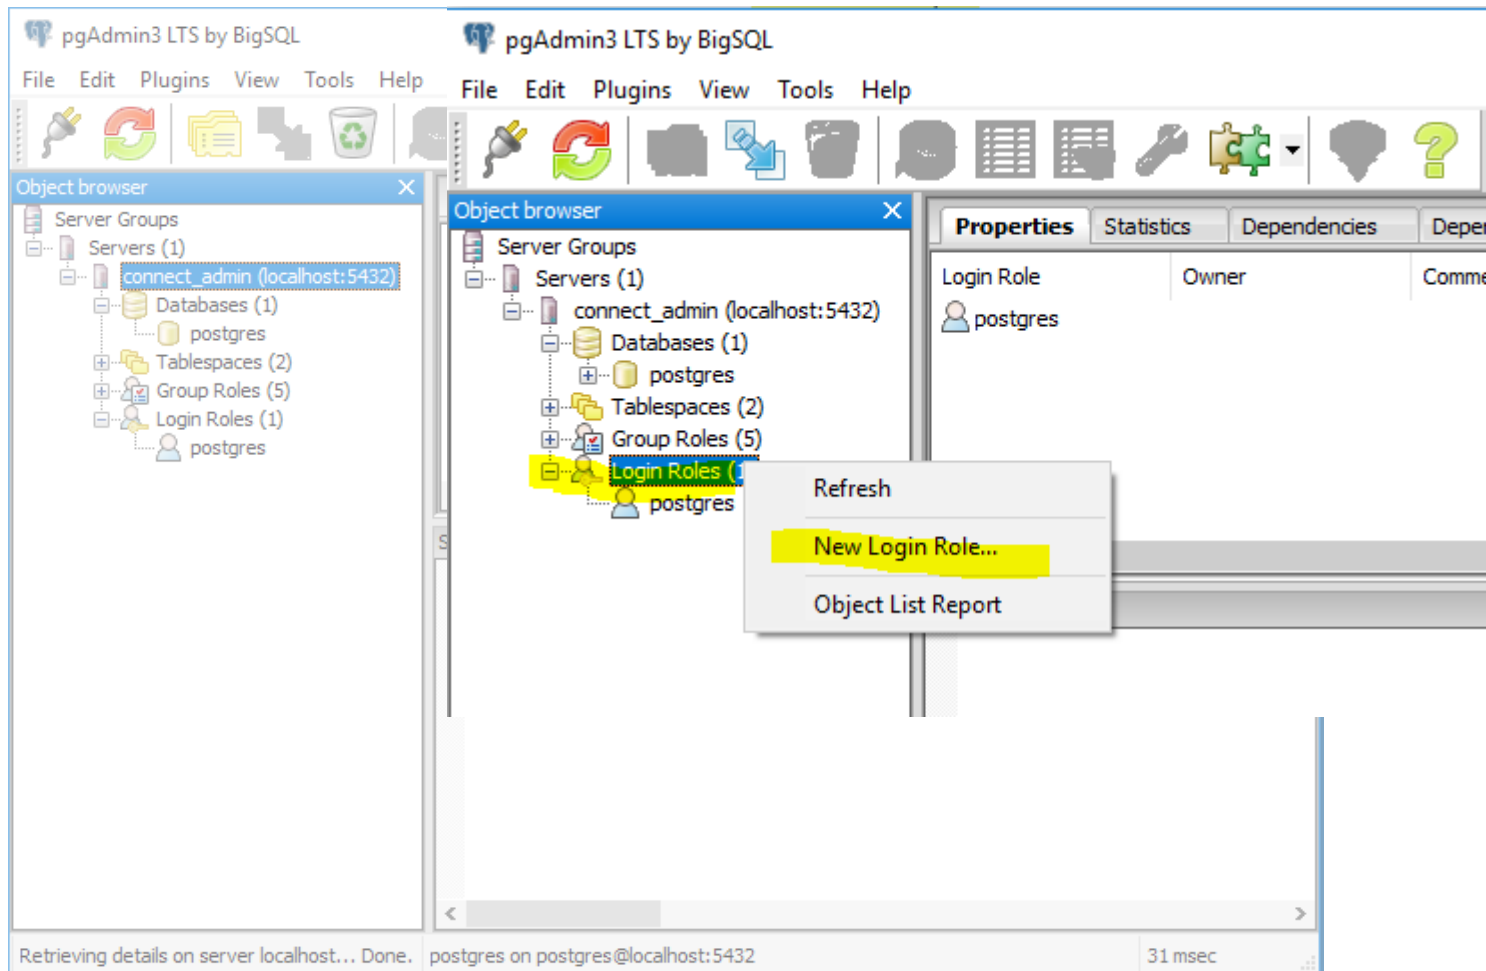 pgAdmin3 LTS by BigSQL
File Edit Plugins View Tools Help
Object browser
Server Groups
Servers (1)
connect_admin (localhost:5432)
Databases (1)
postgres
Tablespaces (2)
Group Roles (5)
Login Roles (1)
postgres
pgAdmin3 LTS by BigSQL
File Edit Plugins View Tools Help
Object browser
Server Groups
Servers (1)
connect_admin (localhost:5432)
Databases (1)
postgres
Tablespaces (2)
Group Roles (5)
Login Roles (1
postgres
Properties Statistics Dependencies Deper
Login Role Owner Comme
postgres
Refresh
New Login Role...
Object List Report
S
Retrieving details on server localhost... Done. postgres on postgres@localhost:5432 31 msec